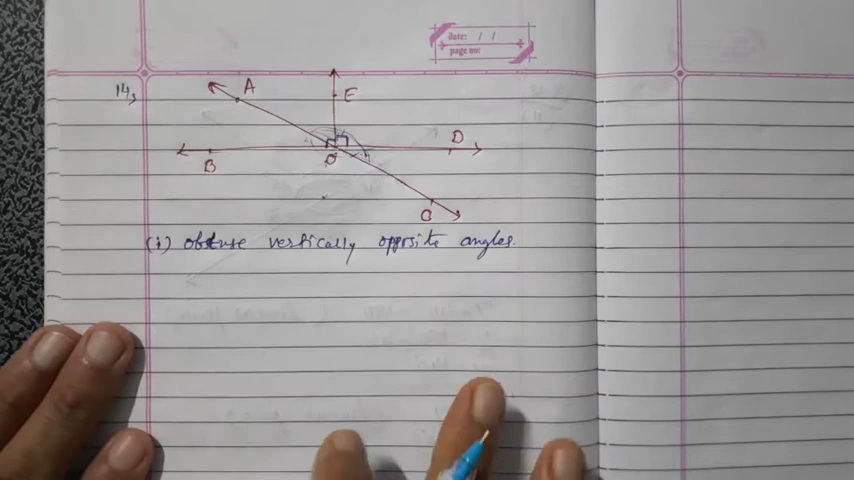 date: / /
page no:
14,
A
E
B
O
D
C
(i) obtuse vertically opposite angles.